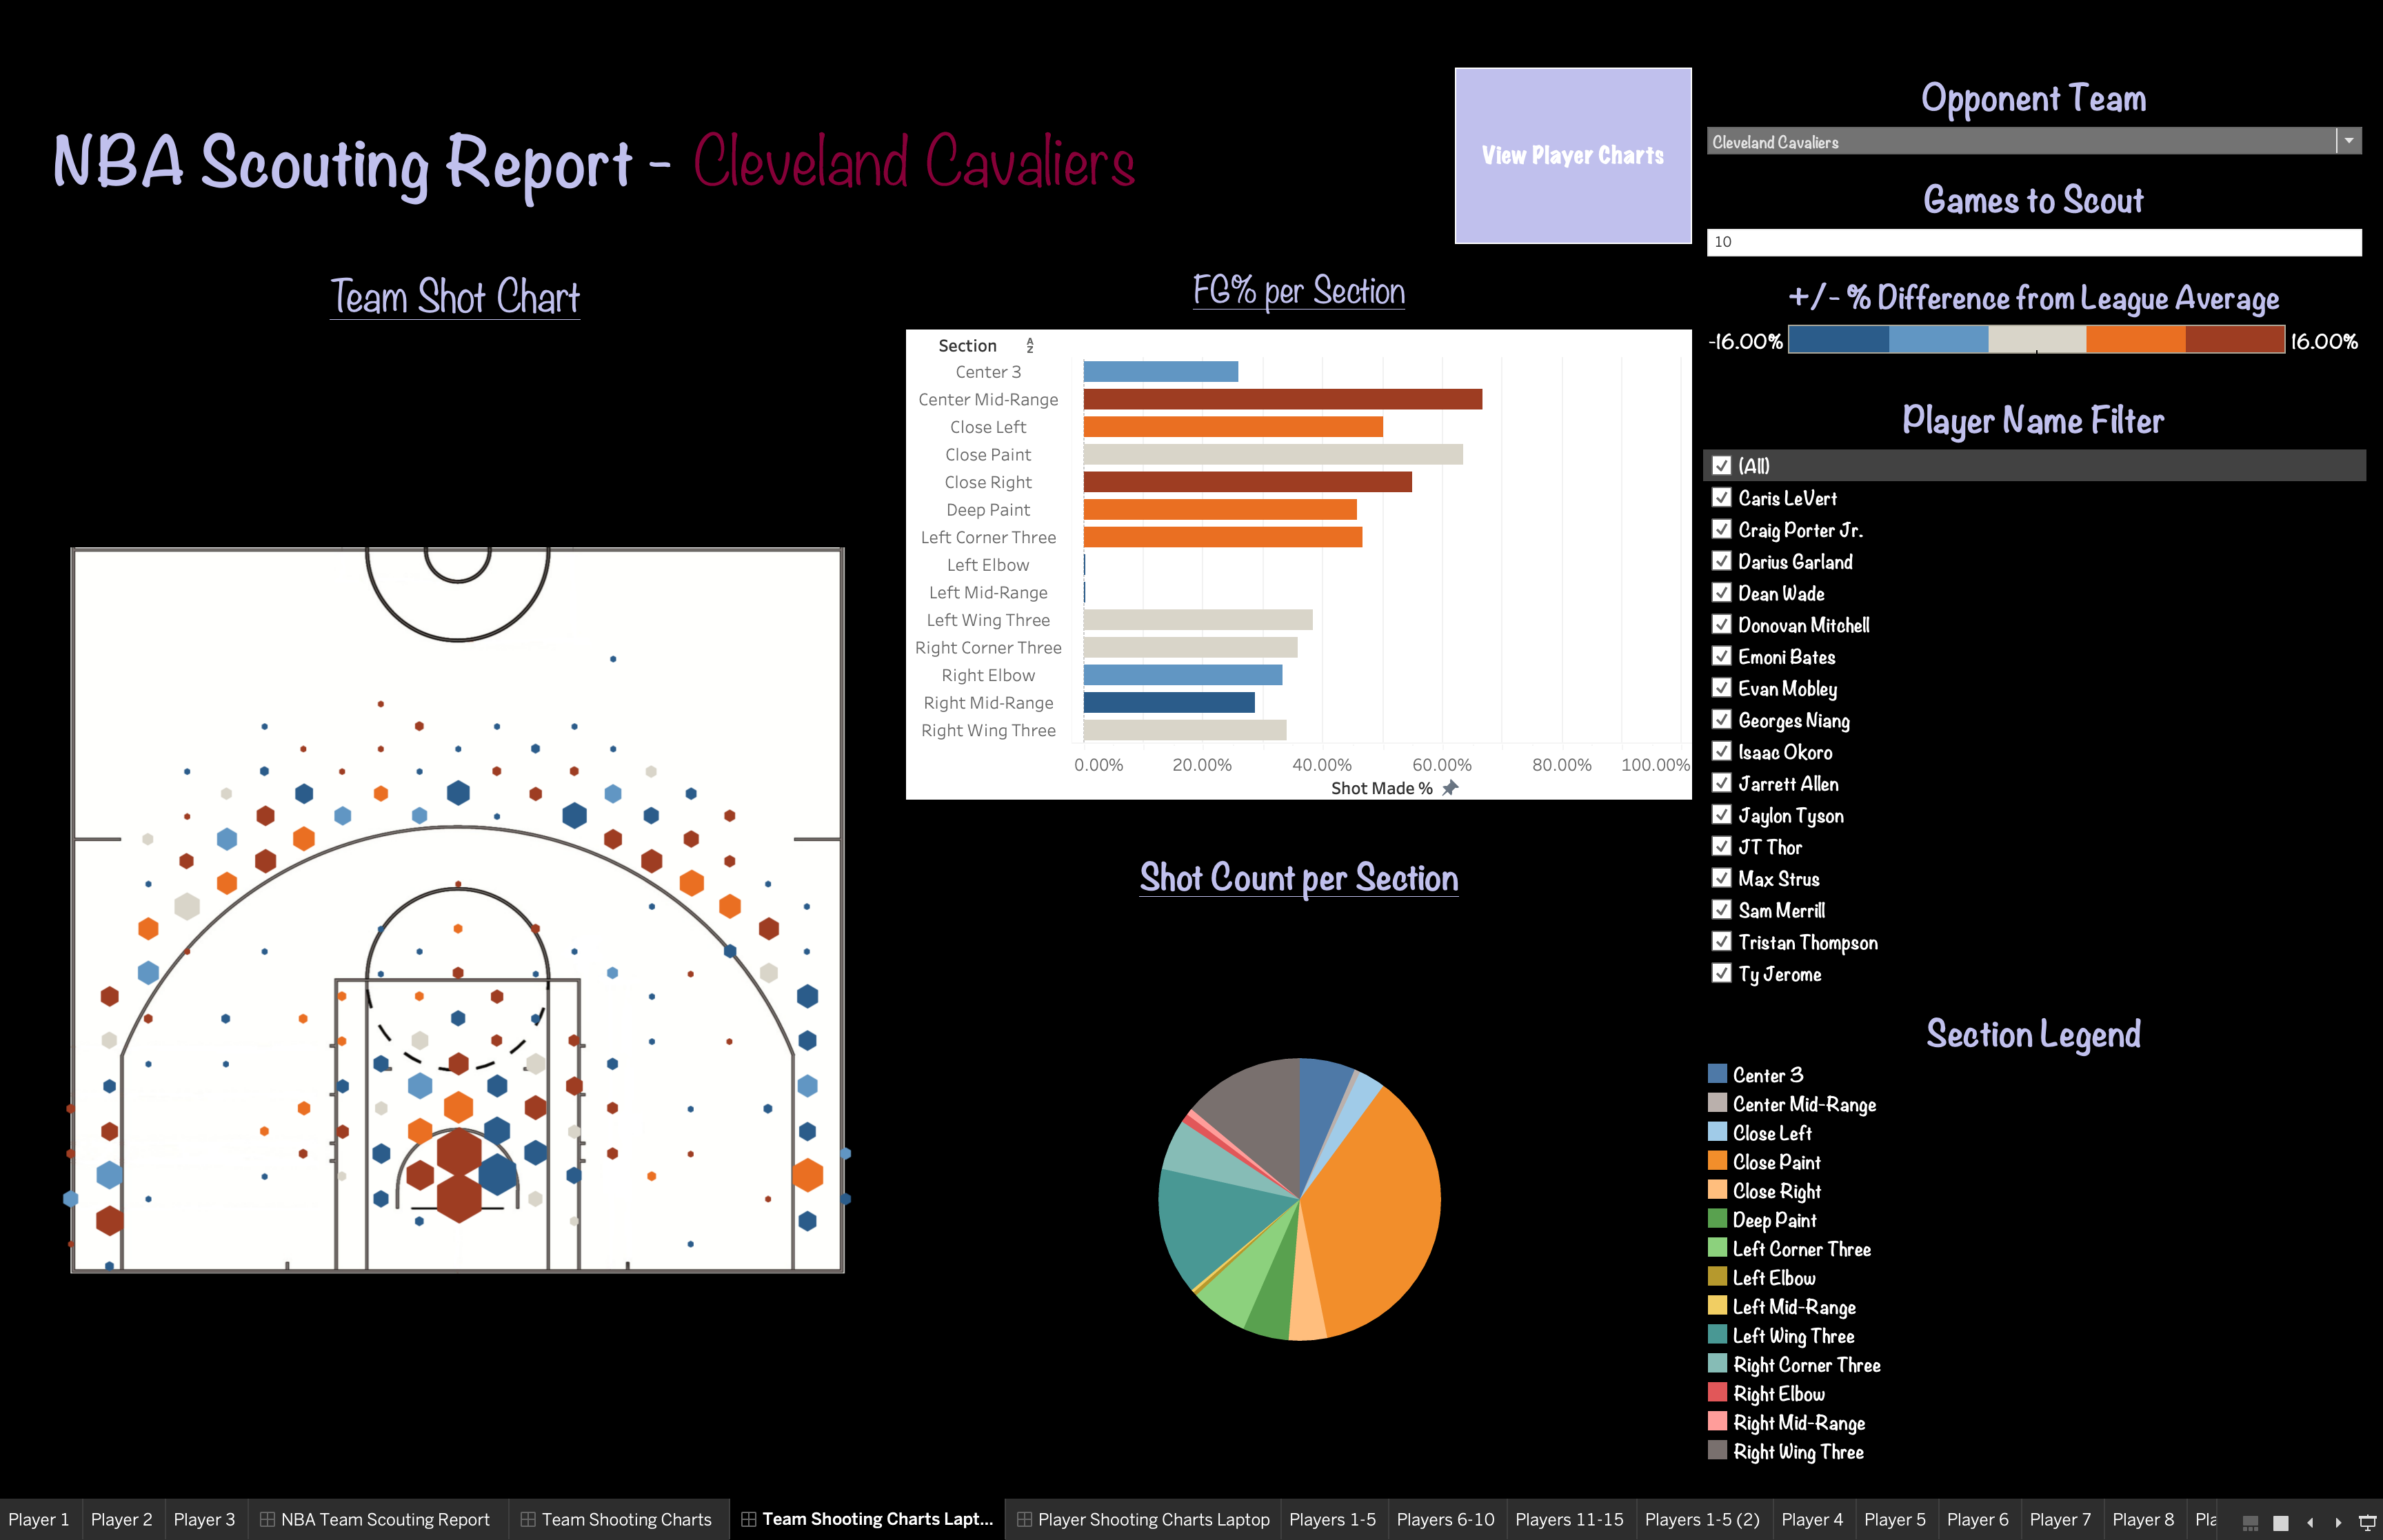 NBA Scouting Report - Cleveland Cavaliers
View Player Charts
Opponent Team
Cleveland Cavaliers
Games to Scout
10
+/- % Difference from League Average
-16.00% 16.00%
Team Shot Chart
FG% per Section
Section
Center 3
Center Mid-Range
Close Left
Close Paint
Close Right
Deep Paint
Left Corner Three
Left Elbow
Left Mid-Range
Left Wing Three
Right Corner Three
Right Elbow
Right Mid-Range
Right Wing Three
0.00% 20.00% 40.00% 60.00% 80.00% 100.00%
Shot Made %
Shot Count per Section
Player Name Filter
(All)
Caris LeVert
Craig Porter Jr.
Darius Garland
Dean Wade
Donovan Mitchell
Emoni Bates
Evan Mobley
Georges Niang
Isaac Okoro
Jarrett Allen
Jaylon Tyson
JT Thor
Max Strus
Sam Merrill
Tristan Thompson
Ty Jerome
Section Legend
Center 3
Center Mid-Range
Close Left
Close Paint
Close Right
Deep Paint
Left Corner Three
Left Elbow
Left Mid-Range
Left Wing Three
Right Corner Three
Right Elbow
Right Mid-Range
Right Wing Three
Player 1 Player 2 Player 3 NBA Team Scouting Report Team Shooting Charts Team Shooting Charts Lapt... Player Shooting Charts Laptop Players 1-5 Players 6-10 Players 11-15 Players 1-5 (2) Player 4 Player 5 Player 6 Player 7 Player 8 Pla